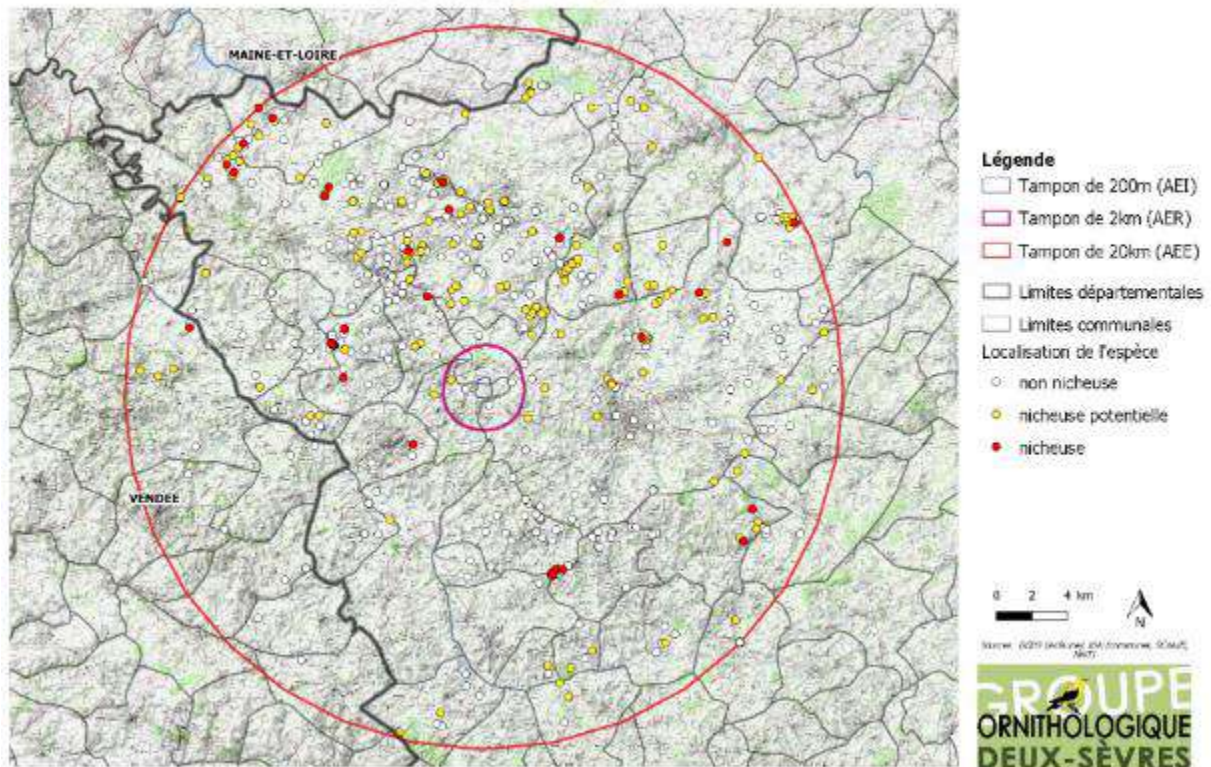 MAINE-ET-LOIRE
VENDEE
Légende
Tampon de 200m (AEI)
Tampon de 2km (AER)
Tampon de 20km (AEE)
Limites départementales
Limites communales
Localisation de l'espèce
non nicheuse
nicheuse potentielle
nicheuse
0 2 4 km
N
GROUPE
ORNITHOLOGIQUE
DEUX-SÈVRES